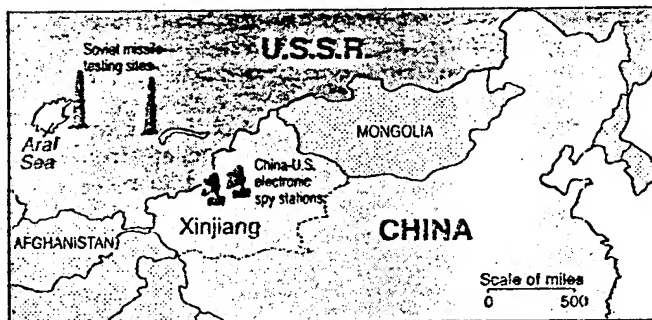 U.S.S.R.
Soviet missile
testing sites
Aral
Sea
MONGOLIA
China-U.S.
electronic
spy stations
Xinjiang
AFGHANISTAN
CHINA
Scale of miles
0 500